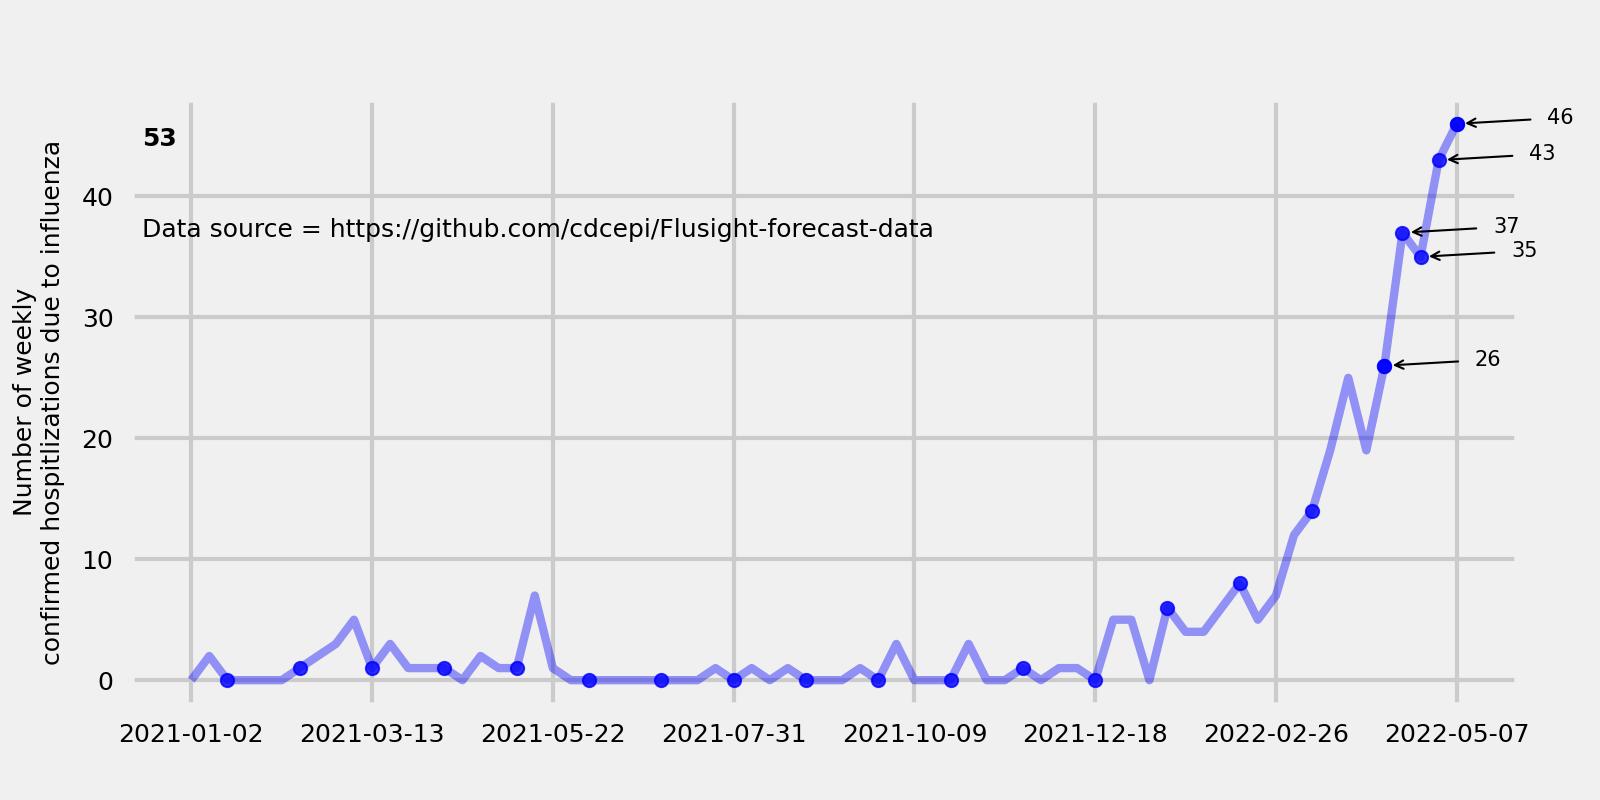 53
Data source = https://github.com/cdcepi/Flusight-forecast-data
Number of weekly
confirmed hospitlizations due to influenza
40
30
20
10
0
46
43
37
35
26
2021-01-02 2021-03-13 2021-05-22 2021-07-31 2021-10-09 2021-12-18 2022-02-26 2022-05-07